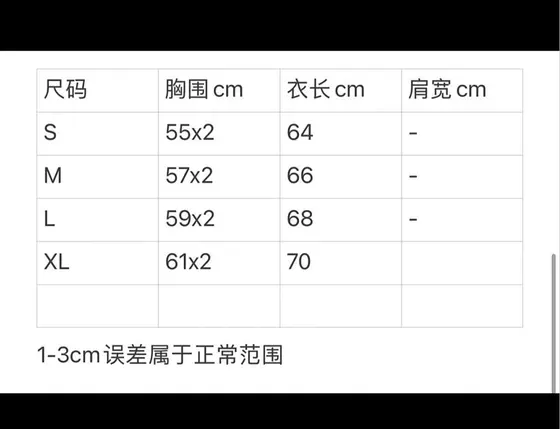 尺码 胸围cm 衣长cm 肩宽cm
S 55x2 64 -
M 57x2 66 -
L 59x2 68 -
XL 61x2 70
1-3cm误差属于正常范围